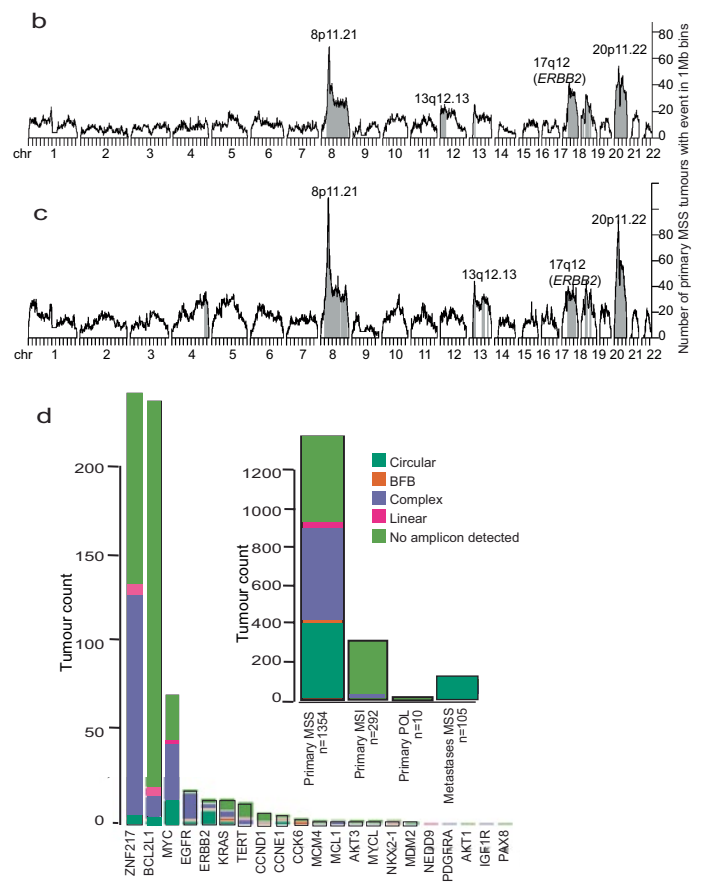 b
8p11.21
17q12
(ERBB2)
20p11.22
13q12.13
80
60
40
20
0
chr 1 2 3 4 5 6 7 8 9 10 11 12 13 14 15 16 17 18 19 20 21 22
c
8p11.21
20p11.22
13q12.13
17q12
(ERBB2)
80
60
40
20
0
chr 1 2 3 4 5 6 7 8 9 10 11 12 13 14 15 16 17 18 19 20 21 22
Number of primary MSS tumours with event in 1Mb bins
d
Tumour count
200
150
100
50
0
ZNF217
BCL2L1
MYC
EGFR
ERBB2
KRAS
TERT
CCND1
CCNE1
CCK6
MCM4
MCL1
AKT3
MYCL
NKX2-1
MDM2
NEDD9
PDGFRA
AKT1
IGF1R
PAX8
Tumour count
1200
1000
800
600
400
200
0
Primary MSS
n=1354
Primary MSI
n=292
Primary POL
n=10
Metastases MSS
n=105
Circular
BFB
Complex
Linear
No amplicon detected